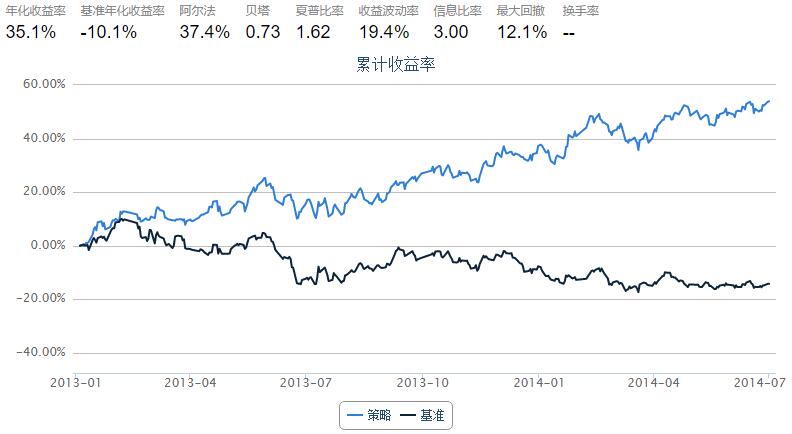 年化收益率 基准年化收益率 阿尔法 贝塔 夏普比率 收益波动率 信息比率 最大回撤 换手率
35.1% -10.1% 37.4% 0.73 1.62 19.4% 3.00 12.1% --
累计收益率
60.00%
40.00%
20.00%
0.00%
-20.00%
-40.00%
2013-01 2013-04 2013-07 2013-10 2014-01 2014-04 2014-07
策略 基准